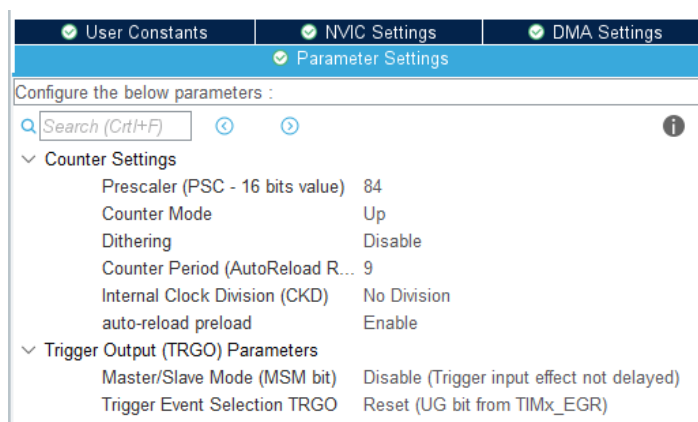 User Constants NVIC Settings DMA Settings
Parameter Settings
Configure the below parameters :
Search (Crtl+F)
Counter Settings
Prescaler (PSC - 16 bits value) 84
Counter Mode Up
Dithering Disable
Counter Period (AutoReload R... 9
Internal Clock Division (CKD) No Division
auto-reload preload Enable
Trigger Output (TRGO) Parameters
Master/Slave Mode (MSM bit) Disable (Trigger input effect not delayed)
Trigger Event Selection TRGO Reset (UG bit from TIMx_EGR)